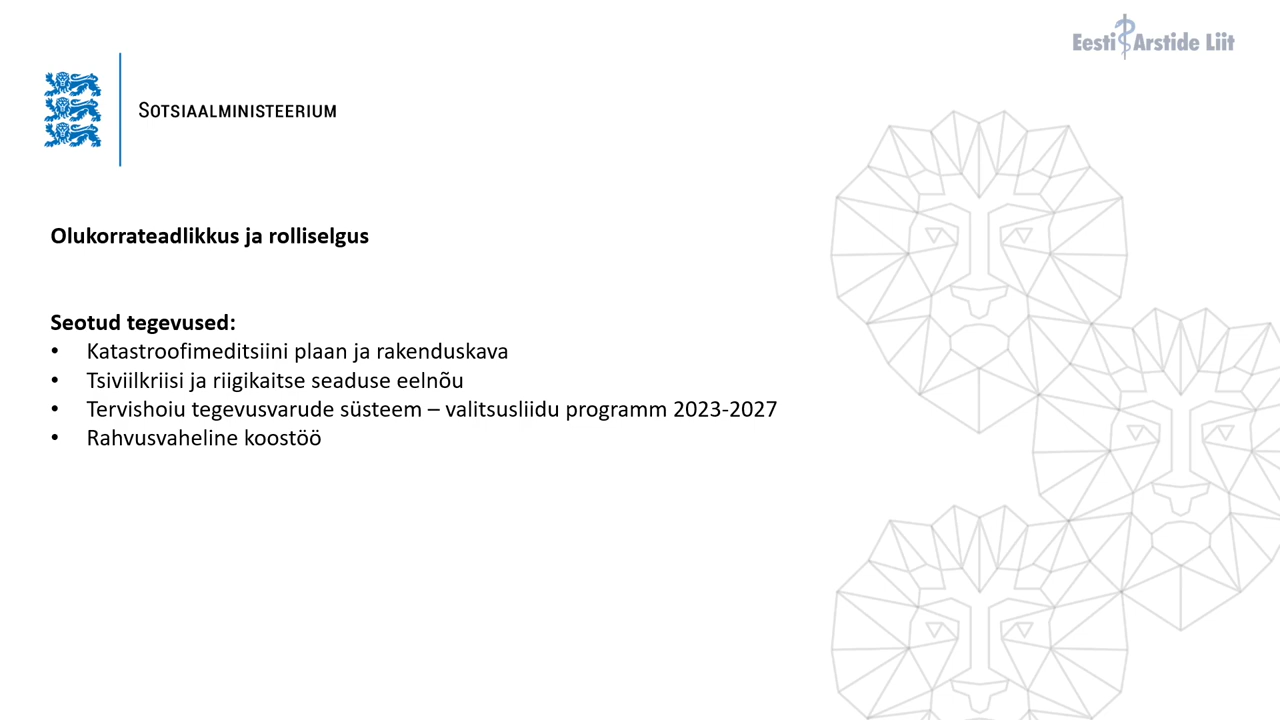 Eesti Arstide Liit
SOTSIAALMINISTEERIUM
Olukorrateadlikkus ja rolliselgus
Seotud tegevused:
• Katastroofimeditsiini plaan ja rakenduskava
• Tsiviilkriisi ja riigikaitse seaduse eelnõu
• Tervishoiu tegevusvarude süsteem – valitsusliidu programm 2023-2027
• Rahvusvaheline koostöö